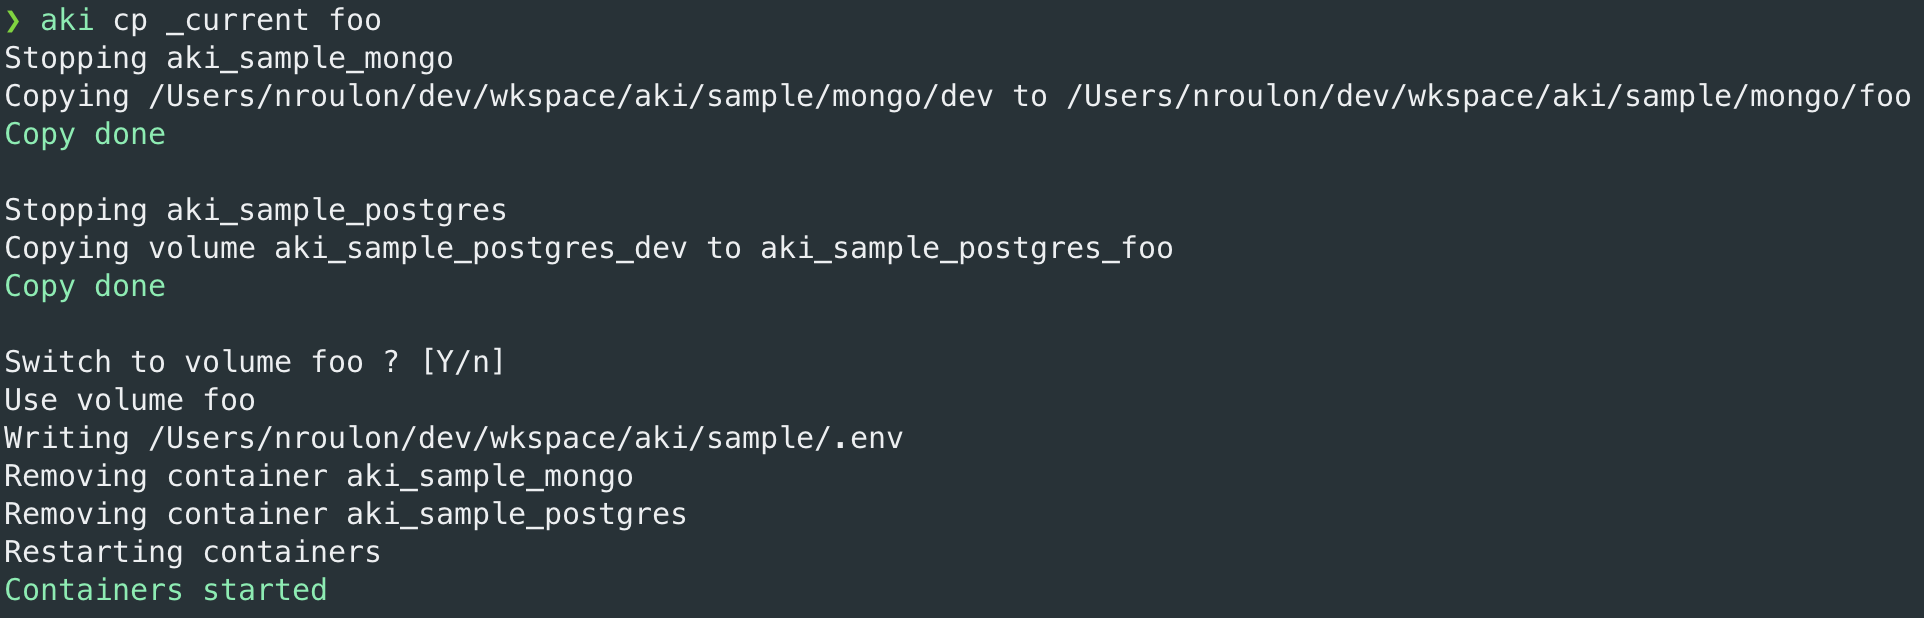 ❯ aki cp _current foo
Stopping aki_sample_mongo
Copying /Users/nroulon/dev/wkspace/aki/sample/mongo/dev to /Users/nroulon/dev/wkspace/aki/sample/mongo/foo
Copy done
Stopping aki_sample_postgres
Copying volume aki_sample_postgres_dev to aki_sample_postgres_foo
Copy done
Switch to volume foo ? [Y/n]
Use volume foo
Writing /Users/nroulon/dev/wkspace/aki/sample/.env
Removing container aki_sample_mongo
Removing container aki_sample_postgres
Restarting containers
Containers started